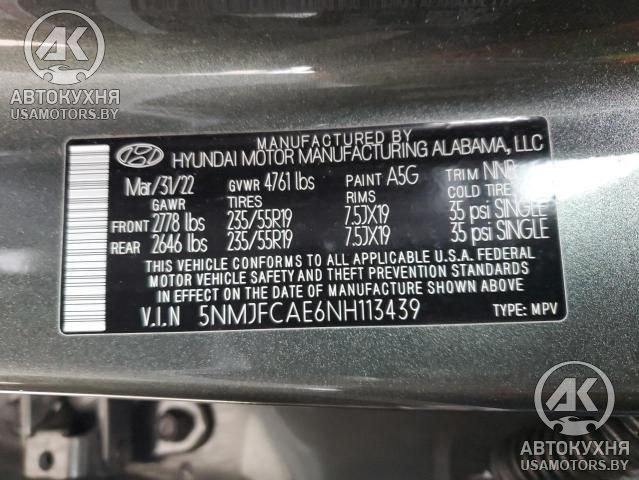 АК
АВТОКУХНЯ
USAMOTORS.BY
MANUFACTURED BY
HYUNDAI MOTOR MANUFACTURING ALABAMA, LLC
Mar/31/22 GVWR 4761 lbs PAINT A5G TRIM NNB
GAWR TIRES RIMS COLD TIRE
FRONT 2778 lbs 235/55R19 7.5JX19 35 psi SINGLE
REAR 2646 lbs 235/55R19 7.5JX19 35 psi SINGLE
THIS VEHICLE CONFORMS TO ALL APPLICABLE U.S.A. FEDERAL
MOTOR VEHICLE SAFETY AND THEFT PREVENTION STANDARDS
IN EFFECT ON THE DATE OF MANUFACTURE SHOWN ABOVE.
V.I.N 5NMJFCAE6NH113439 TYPE: MPV
АК
АВТОКУХНЯ
USAMOTORS.BY